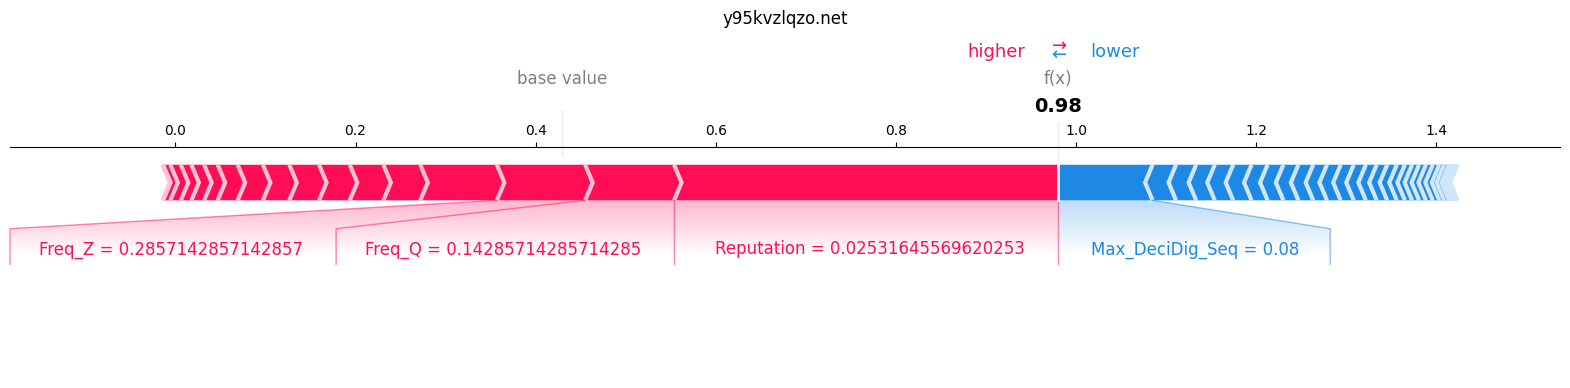 y95kvzlqzo.net
higher ⇄ lower
base value f(x)
0.98
0.0 0.2 0.4 0.6 0.8 1.0 1.2 1.4
Freq_Z = 0.2857142857142857 Freq_Q = 0.14285714285714285 Reputation = 0.02531645569620253 Max_DeciDig_Seq = 0.08